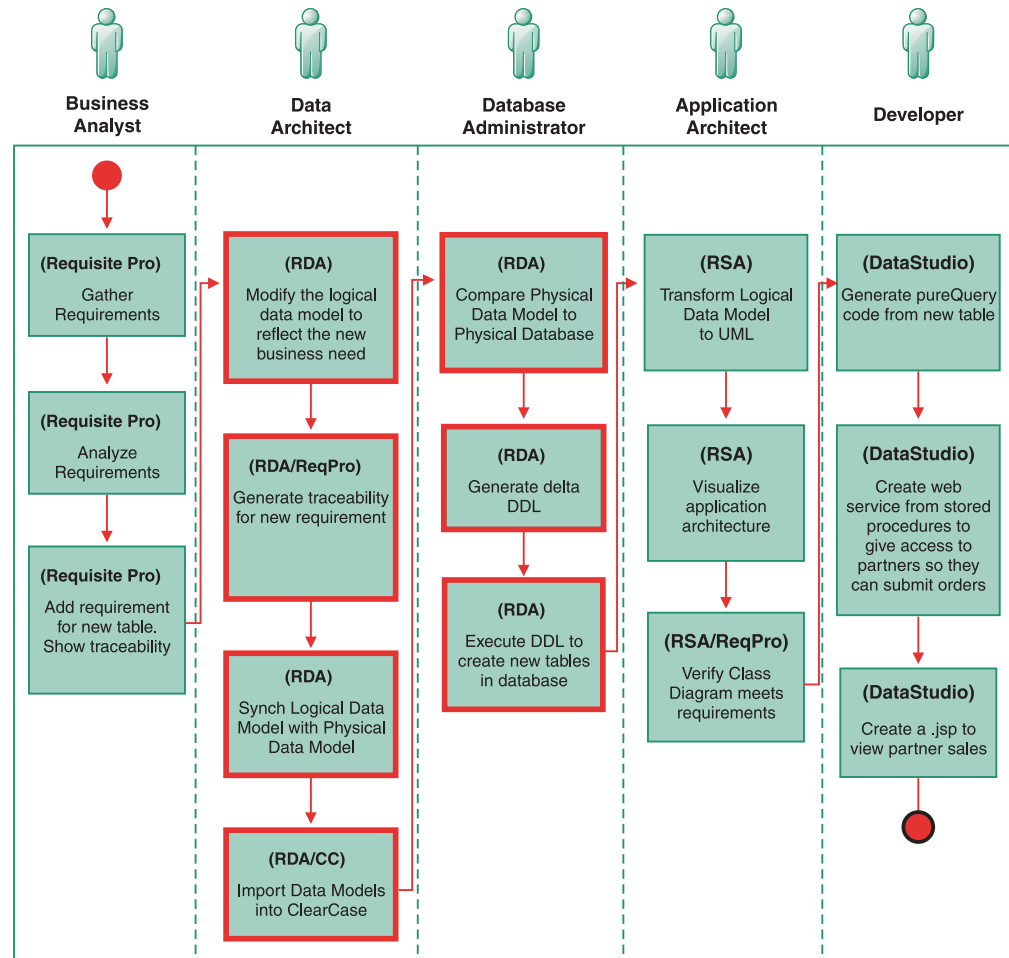 Business
Analyst
Data
Architect
Database
Administrator
Application
Architect
Developer
(Requisite Pro)
Gather
Requirements
(Requisite Pro)
Analyze
Requirements
(Requisite Pro)
Add requirement
for new table.
Show traceability
(RDA)
Modify the logical
data model to
reflect the new
business need
(RDA/ReqPro)
Generate traceability
for new requirement
(RDA)
Synch Logical Data
Model with Physical
Data Model
(RDA/CC)
Import Data Models
into ClearCase
(RDA)
Compare Physical
Data Model to
Physical Database
(RDA)
Generate delta
DDL
(RDA)
Execute DDL to
create new tables
in database
(RSA)
Transform Logical
Data Model
to UML
(RSA)
Visualize
application
architecture
(RSA/ReqPro)
Verify Class
Diagram meets
requirements
(DataStudio)
Generate pureQuery
code from new table
(DataStudio)
Create web
service from stored
procedures to
give access to
partners so they
can submit orders
(DataStudio)
Create a .jsp to
view partner sales